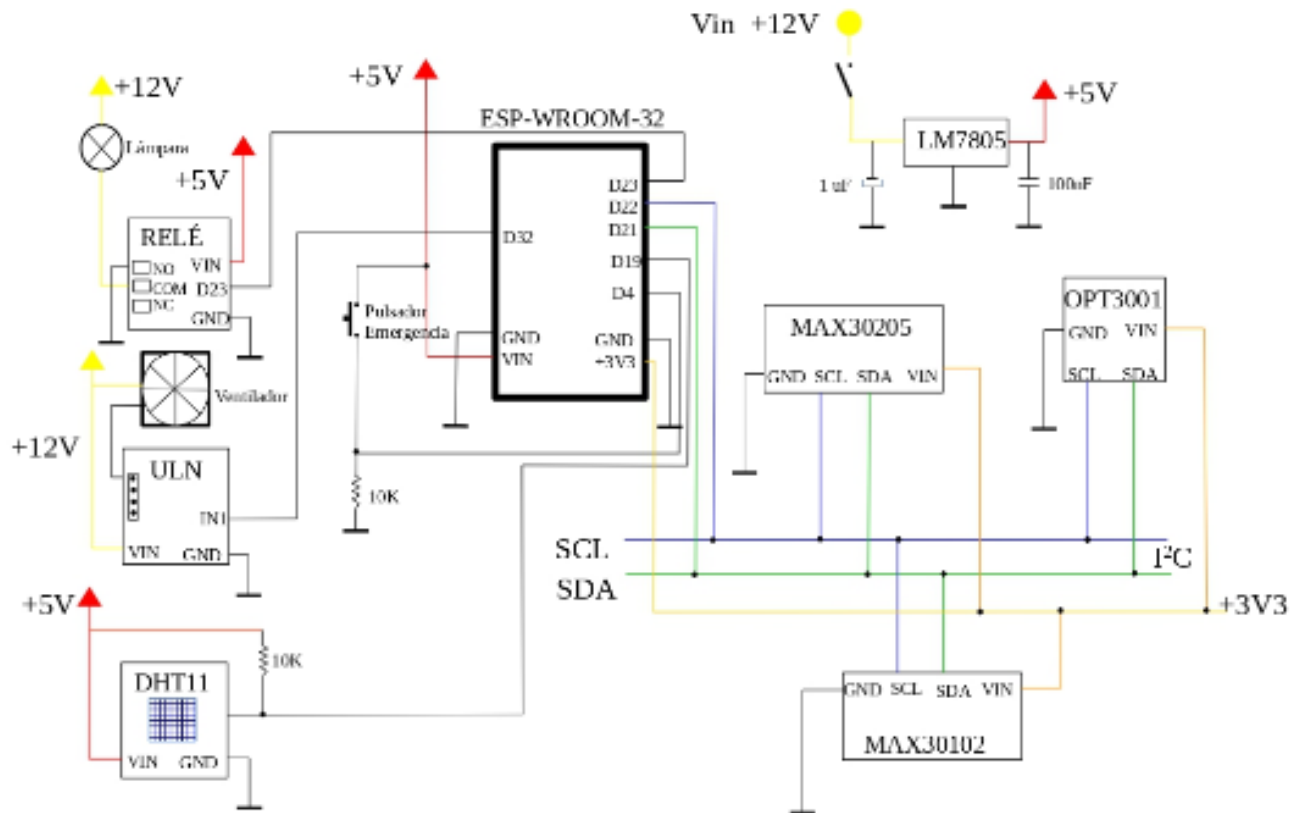 Vin +12V
+5V
+12V
ESP-WROOM-32
+5V
Lámpara
LM7805
+5V
1 uF
100uF
RELÉ
NO
VIN
COM
D23
NC
GND
D23
D22
D21
D32
D19
D4
GND
GND
VIN
+3V3
Pulsador
Emergencia
MAX30205
GND SCL SDA VIN
OPT3001
GND VIN
SCL SDA
Ventilador
+12V
ULN
IN1
VIN GND
10K
SCL
SDA
I²C
+3V3
+5V
10K
DHT11
VIN GND
GND SCL SDA VIN
MAX30102